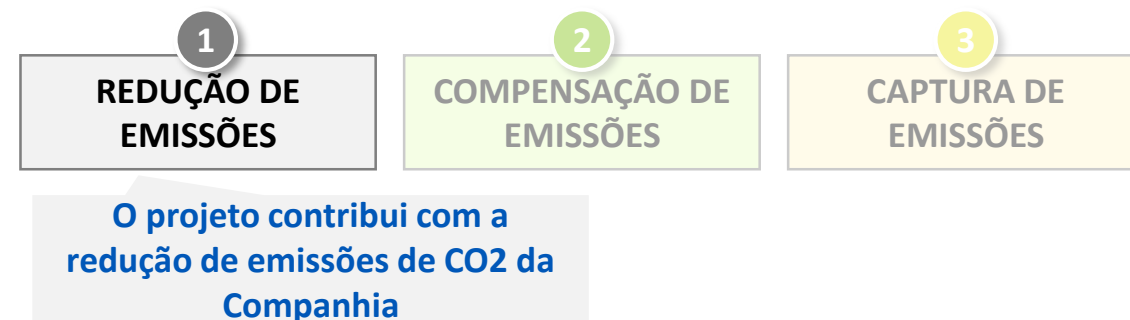 1
REDUÇÃO DE
EMISSÕES
2
COMPENSAÇÃO DE
EMISSÕES
3
CAPTURA DE
EMISSÕES
O projeto contribui com a
redução de emissões de CO2 da
Companhia